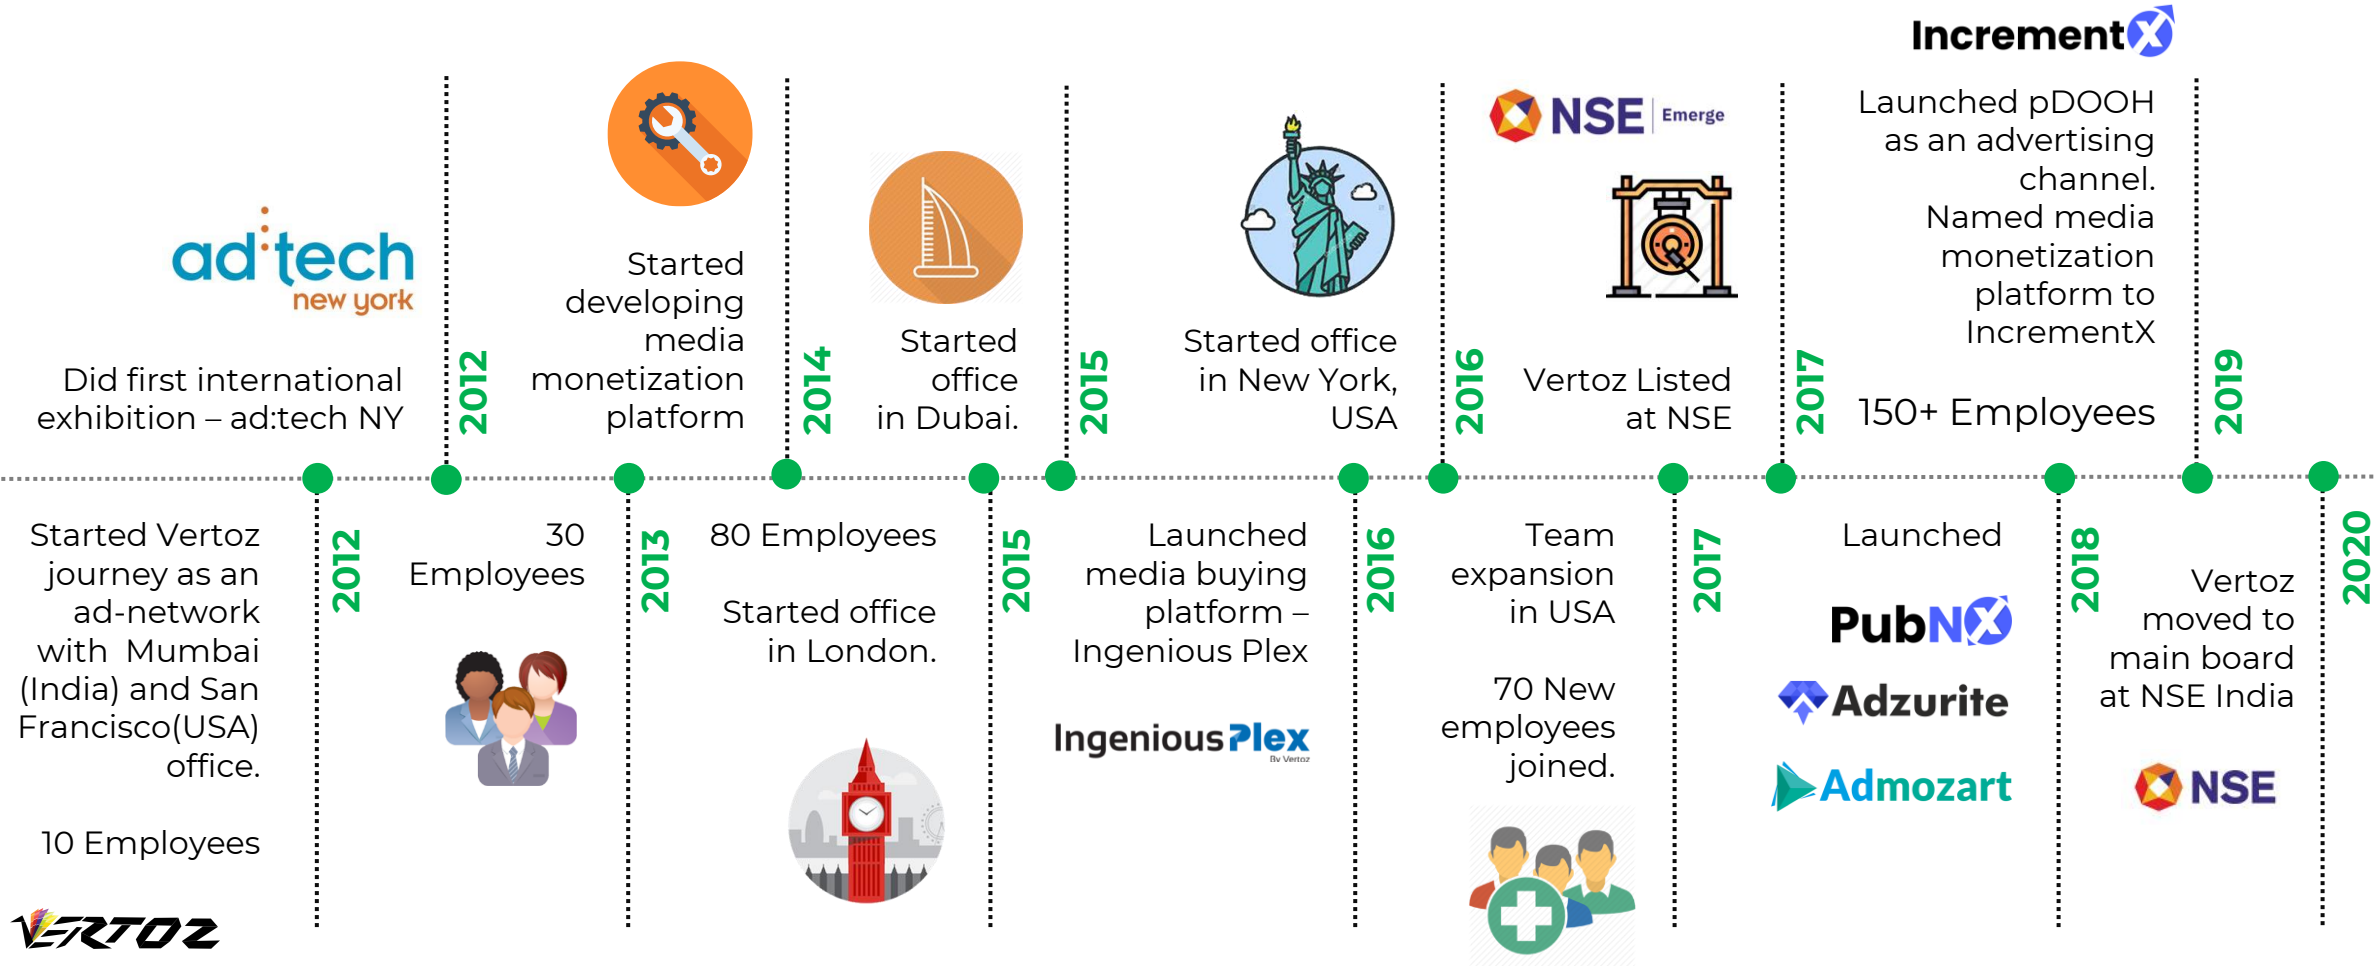 IncrementX
ad:tech
new york
Did first international
exhibition – ad:tech NY
2012
Started
developing
media
monetization
platform
2014
Started
office
in Dubai.
2015
Started office
in New York,
USA
2016
NSE Emerge
Vertoz Listed
at NSE
2017
Launched pDOOH
as an advertising
channel.
Named media
monetization
platform to
IncrementX
150+ Employees
2019
Started Vertoz
journey as an
ad-network
with Mumbai
(India) and San
Francisco(USA)
office.
10 Employees
VERTOZ
2012
30
Employees
2013
80 Employees
Started office
in London.
2015
Launched
media buying
platform –
Ingenious Plex
Ingenious Plex
By Vertoz
2016
Team
expansion
in USA
70 New
employees
joined.
2017
Launched
PubNX
Adzurite
Admozart
2018
Vertoz
moved to
main board
at NSE India
NSE
2020